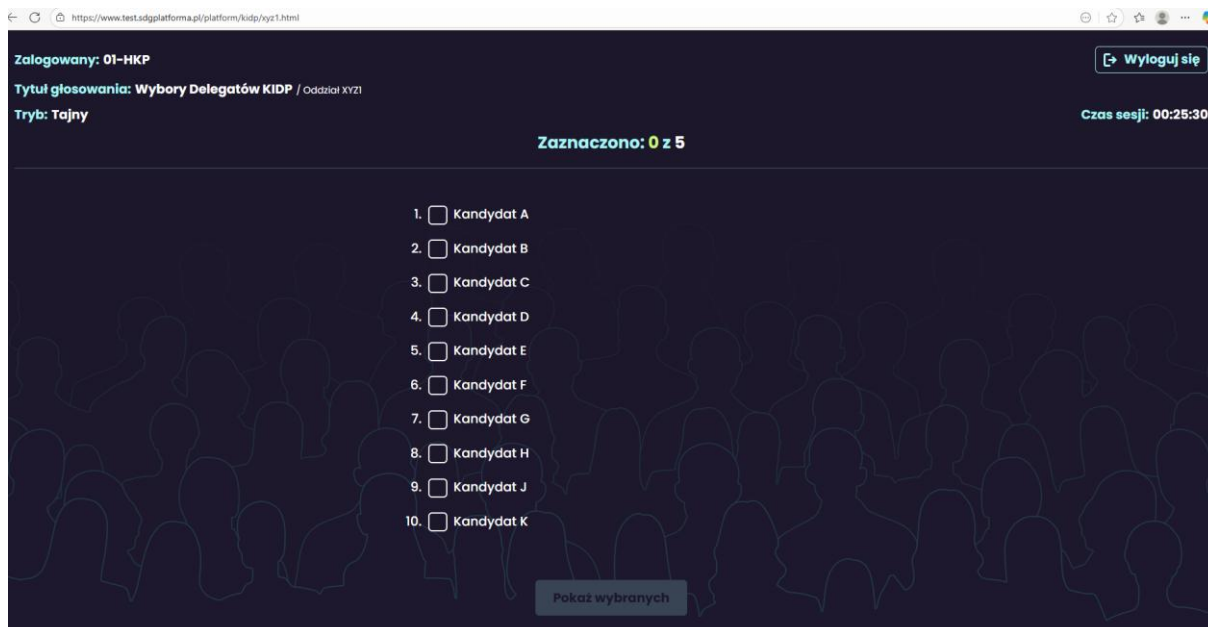 https://www.test.sdgplatforma.pl/platform/kidp/xyz1.html
Zalogowany: 01-HKP
Wyloguj się
Tytuł głosowania: Wybory Delegatów KIDP / Oddział XYZ1
Tryb: Tajny
Czas sesji: 00:25:30
Zaznaczono: 0 z 5
1. Kandydat A
2. Kandydat B
3. Kandydat C
4. Kandydat D
5. Kandydat E
6. Kandydat F
7. Kandydat G
8. Kandydat H
9. Kandydat J
10. Kandydat K
Pokaż wybranych